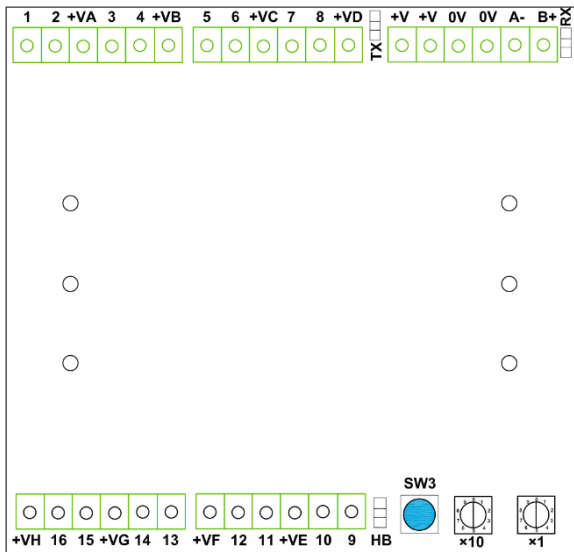 1 2 +VA 3 4 +VB 5 6 +VC 7 8 +VD TX +V +V 0V 0V A- B+ RX
SW3
+VH 16 15 +VG 14 13 +VF 12 11 +VE 10 9 HB ×10 ×1